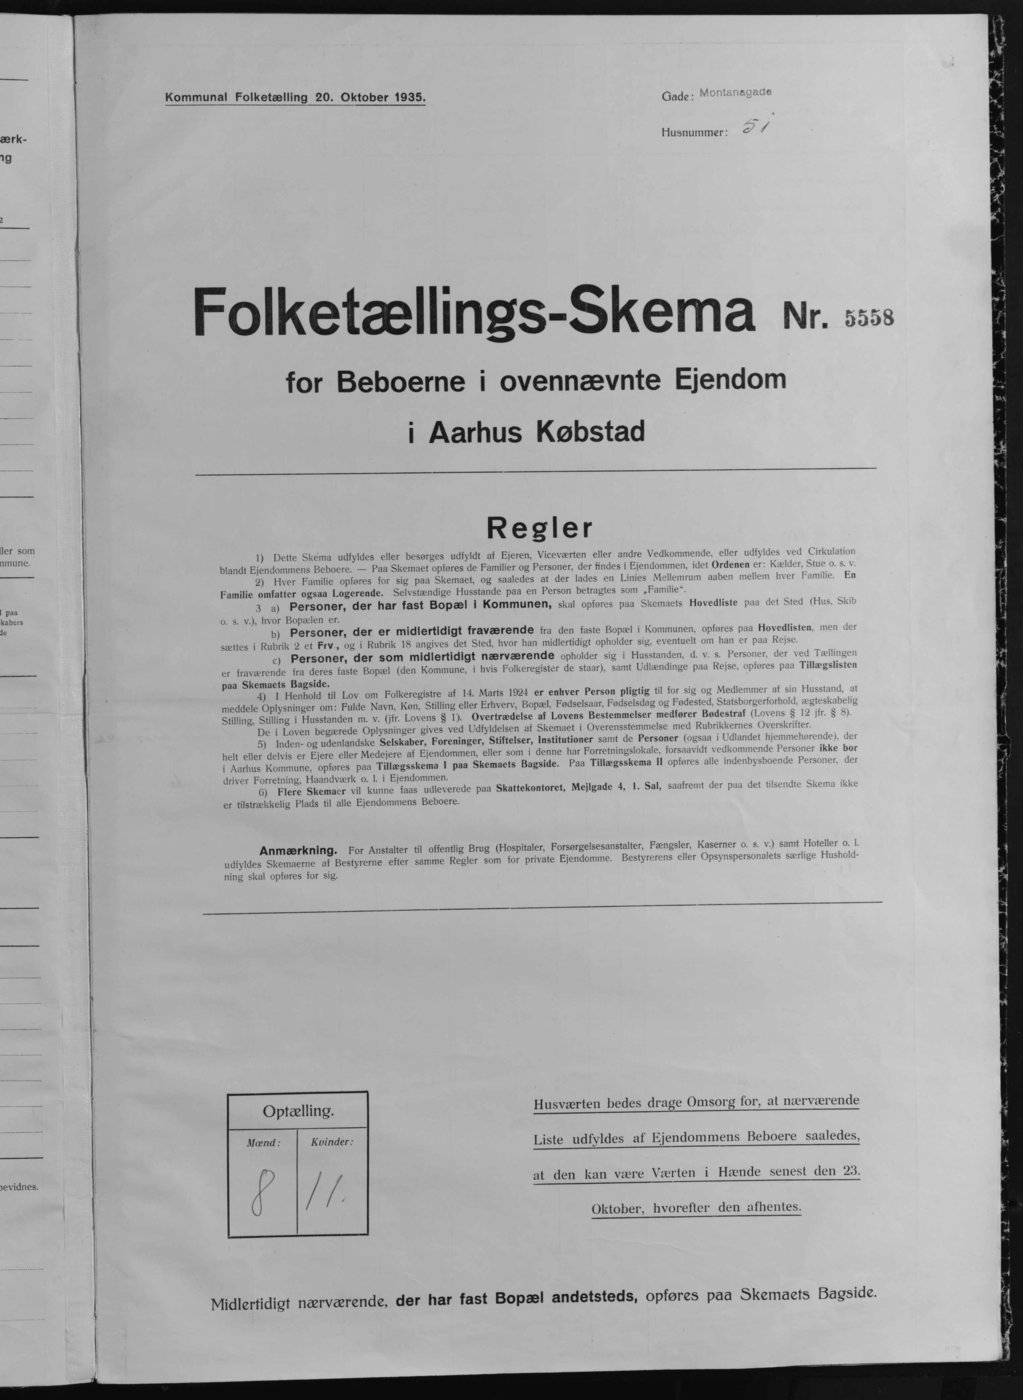 Kommunal Folketælling 20. Oktober 1935.
Gade: Montanagade
Husnummer: 51
Folketællings-Skema Nr. 5558
for Beboerne i ovennævnte Ejendom
i Aarhus Købstad
Regler
1) Dette Skema udfyldes eller besørges udfyldt af Ejeren, Viceværten eller andre Vedkommende, eller udfyldes ved Cirkulation
blandt Ejendommens Beboere. — Paa Skemaet opføres de Familier og Personer, der findes i Ejendommen, idet Ordenen er: Kælder, Stue o. s. v.
2) Hver Familie opføres for sig paa Skemaet, og saaledes at der lades en Linies Mellemrum aaben mellem hver Familie. En
Familie omfatter ogsaa Logerende. Selvstændige Husstande paa en Person betragtes som „Familie“.
3 a) Personer, der har fast Bopæl i Kommunen, skal opføres paa Skemaets Hovedliste paa det Sted (Hus, Skib
o. s. v.), hvor Bopælen er.
b) Personer, der er midlertidigt fraværende fra den faste Bopæl i Kommunen, opføres paa Hovedlisten, men der
sættes i Rubrik 2 et Frv., og i Rubrik 18 angives det Sted, hvor han midlertidigt opholder sig, eventuelt om han er paa Rejse.
c) Personer, der som midlertidigt nærværende opholder sig i Husstanden, d. v. s. Personer, der ved Tællingen
er fraværende fra deres faste Bopæl (den Kommune, i hvis Folkeregister de staar), samt Udlændinge paa Rejse, opføres paa Tillægslisten
paa Skemaets Bagside.
4) I Henhold til Lov om Folkeregistre af 14. Marts 1924 er enhver Person pligtig til for sig og Medlemmer af sin Husstand, at
meddele Oplysninger om: Fulde Navn, Køn, Stilling eller Erhverv, Bopæl, Fødselsaar, Fødselsdag og Fødested, Statsborgerforhold, ægteskabelig
Stilling, Stilling i Husstanden m. v. (jfr. Lovens § 1). Overtrædelse af Lovens Bestemmelser medfører Bødestraf (Lovens § 12 jfr. § 8).
De i Loven begærede Oplysninger gives ved Udfyldelsen af Skemaet i Overensstemmelse med Rubrikkernes Overskrifter.
5) Inden- og udenlandske Selskaber, Foreninger, Stiftelser, Institutioner samt de Personer (ogsaa i Udlandet hjemmehørende), der
helt eller delvis er Ejere eller Medejere af Ejendommen, eller som i denne har Forretningslokale, forsaavidt vedkommende Personer ikke bor
i Aarhus Kommune, opføres paa Tillægsskema I paa Skemaets Bagside. Paa Tillægsskema II opføres alle indenbysboende Personer, der
driver Forretning, Haandværk o. l. i Ejendommen.
6) Flere Skemaer vil kunne faas udleverede paa Skattekontoret, Mejlgade 4, 1. Sal, saafremt der paa det tilsendte Skema ikke
er tilstrækkelig Plads til alle Ejendommens Beboere.
Anmærkning. For Anstalter til offentlig Brug (Hospitaler, Forsørgelsesanstalter, Fængsler, Kaserner o. s. v.) samt Hoteller o. l.
udfyldes Skemaerne af Bestyrerne efter samme Regler som for private Ejendomme. Bestyrerens eller Opsynspersonalets særlige Hushold-
ning skal opføres for sig.
Optælling.
Mænd: Kvinder:
8 11.
Husværten bedes drage Omsorg for, at nærværende
Liste udfyldes af Ejendommens Beboere saaledes,
at den kan være Værten i Hænde senest den 23.
Oktober, hvorefter den afhentes.
Midlertidigt nærværende, der har fast Bopæl andetsteds, opføres paa Skemaets Bagside.